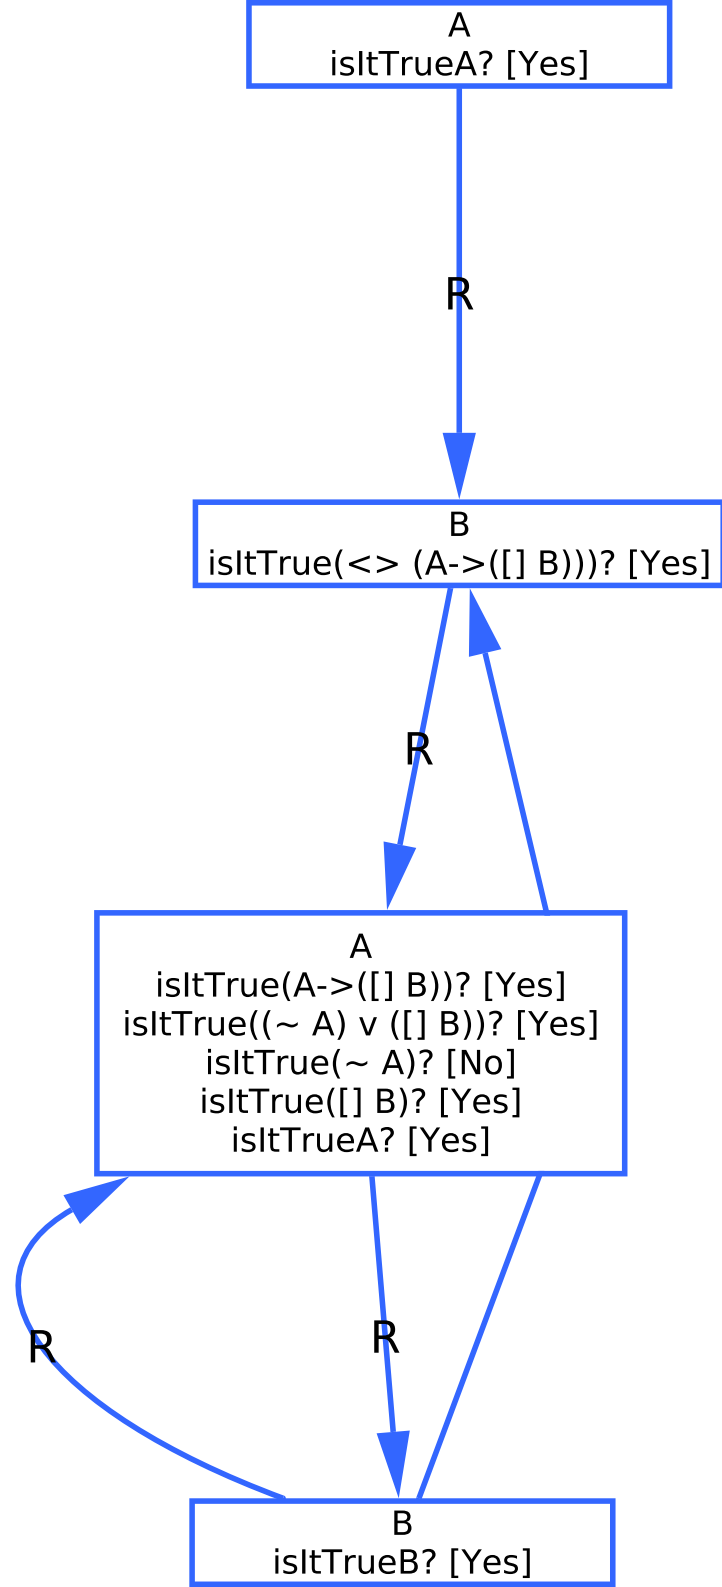 A
isItTrueA? [Yes]
R
B
isItTrue(<> (A->([] B)))? [Yes]
R
A
isItTrue(A->([] B))? [Yes]
isItTrue((~ A) v ([] B))? [Yes]
isItTrue(~ A)? [No]
isItTrue([] B)? [Yes]
isItTrueA? [Yes]
R
R
B
isItTrueB? [Yes]